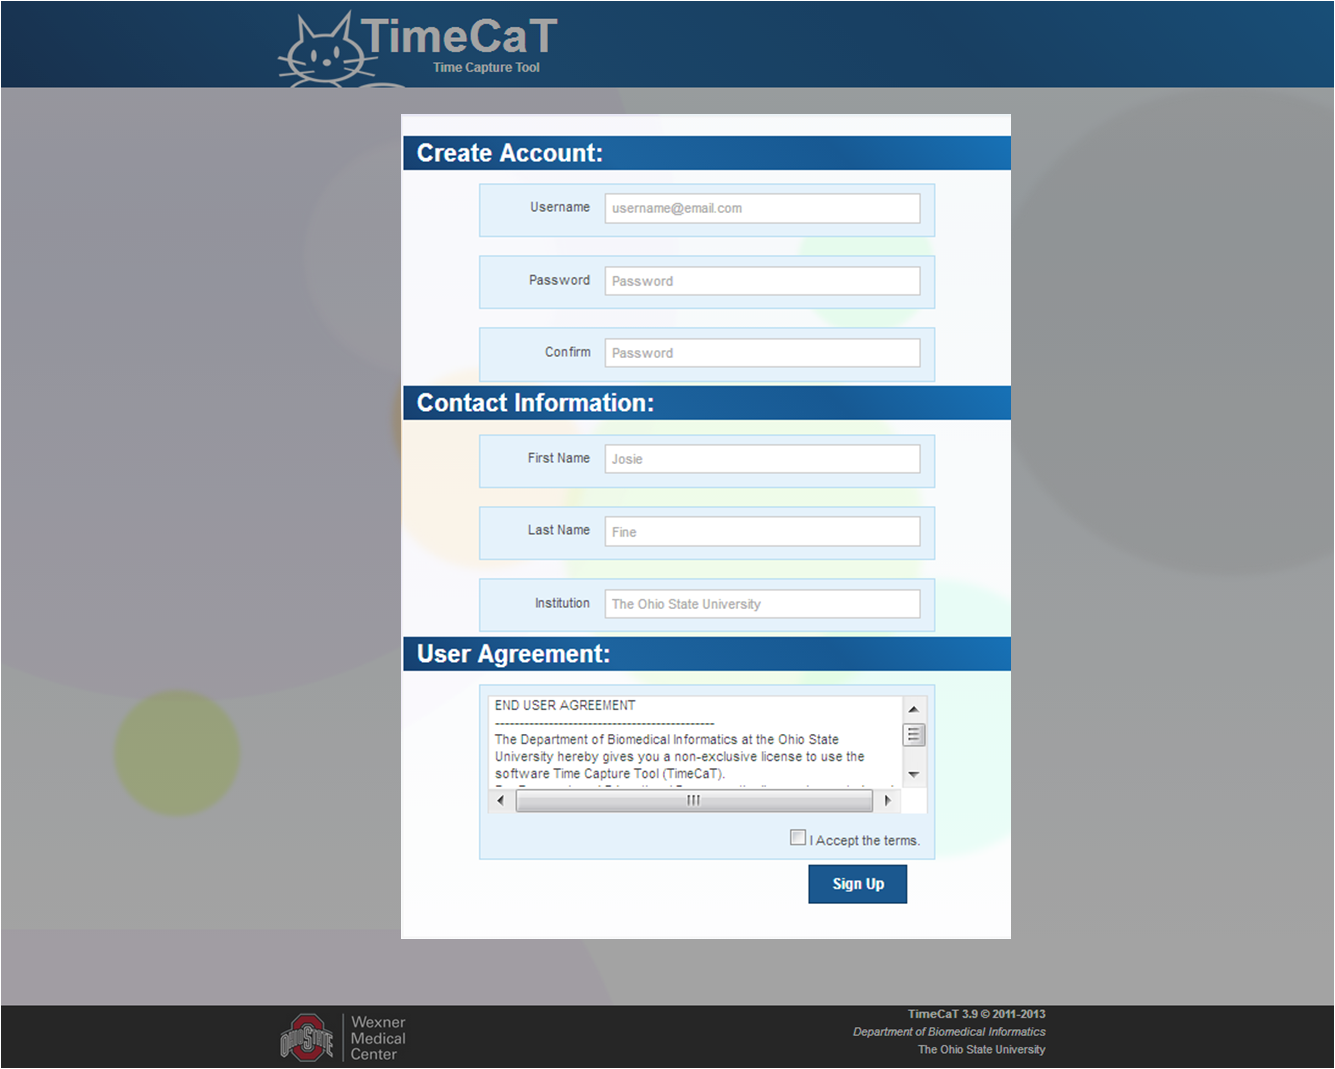 TimeCaT
Time Capture Tool
Create Account:
Username
username@email.com
Password
Password
Confirm
Password
Contact Information:
First Name
Josie
Last Name
Fine
Institution
The Ohio State University
User Agreement:
END USER AGREEMENT
---------------------------------------------
The Department of Biomedical Informatics at the Ohio State
University hereby gives you a non-exclusive license to use the
software Time Capture Tool (TimeCaT).
I Accept the terms.
Sign Up
OHIO STATE
Wexner
Medical
Center
TimeCaT 3.9 © 2011-2013
Department of Biomedical Informatics
The Ohio State University